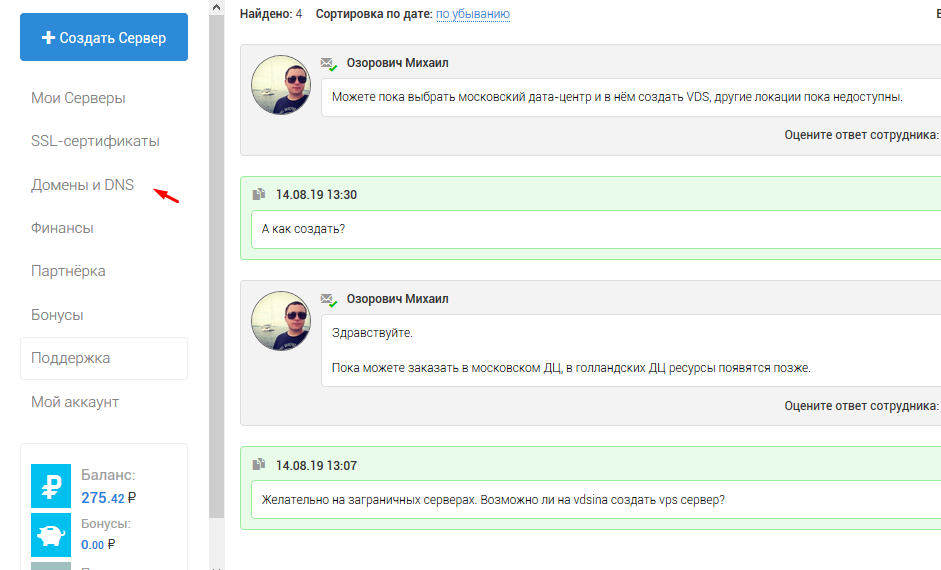 Создать Сервер
Мои Серверы
SSL-сертификаты
Домены и DNS
Финансы
Партнёрка
Бонусы
Поддержка
Мой аккаунт
Баланс:
275.42 ₽
Бонусы:
0.00 ₽
Найдено: 4 Сортировка по дате: по убыванию
Озорович Михаил
Можете пока выбрать московский дата-центр и в нём создать VDS, другие локации пока недоступны.
Оцените ответ сотрудника:
14.08.19 13:30
А как создать?
Озорович Михаил
Здравствуйте.
Пока можете заказать в московском ДЦ, в голландских ДЦ ресурсы появятся позже.
Оцените ответ сотрудника:
14.08.19 13:07
Желательно на заграничных серверах. Возможно ли на vdsina создать vps сервер?